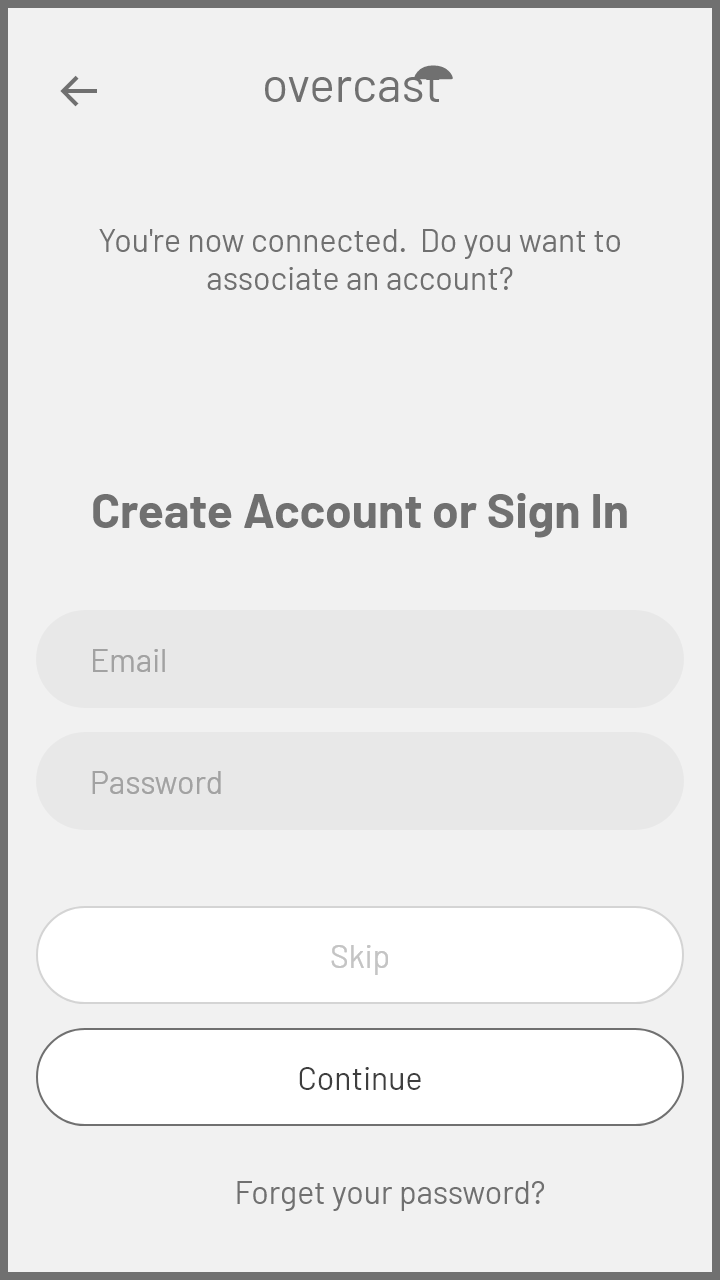 overcast
You're now connected.  Do you want to
associate an account?
Create Account or Sign In
Email
Password
Skip
Continue
Forget your password?